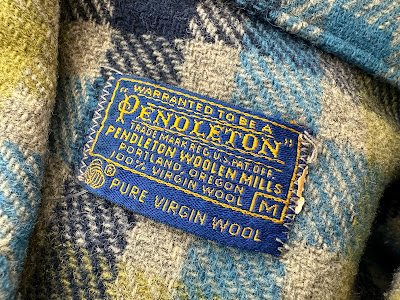 WARRANTED TO BE A
"PENDLETON"
TRADE MARK REG. U.S. PAT. OFF.
PENDLETON WOOLEN MILLS
PORTLAND, OREGON
100% VIRGIN WOOL M
® PURE VIRGIN WOOL